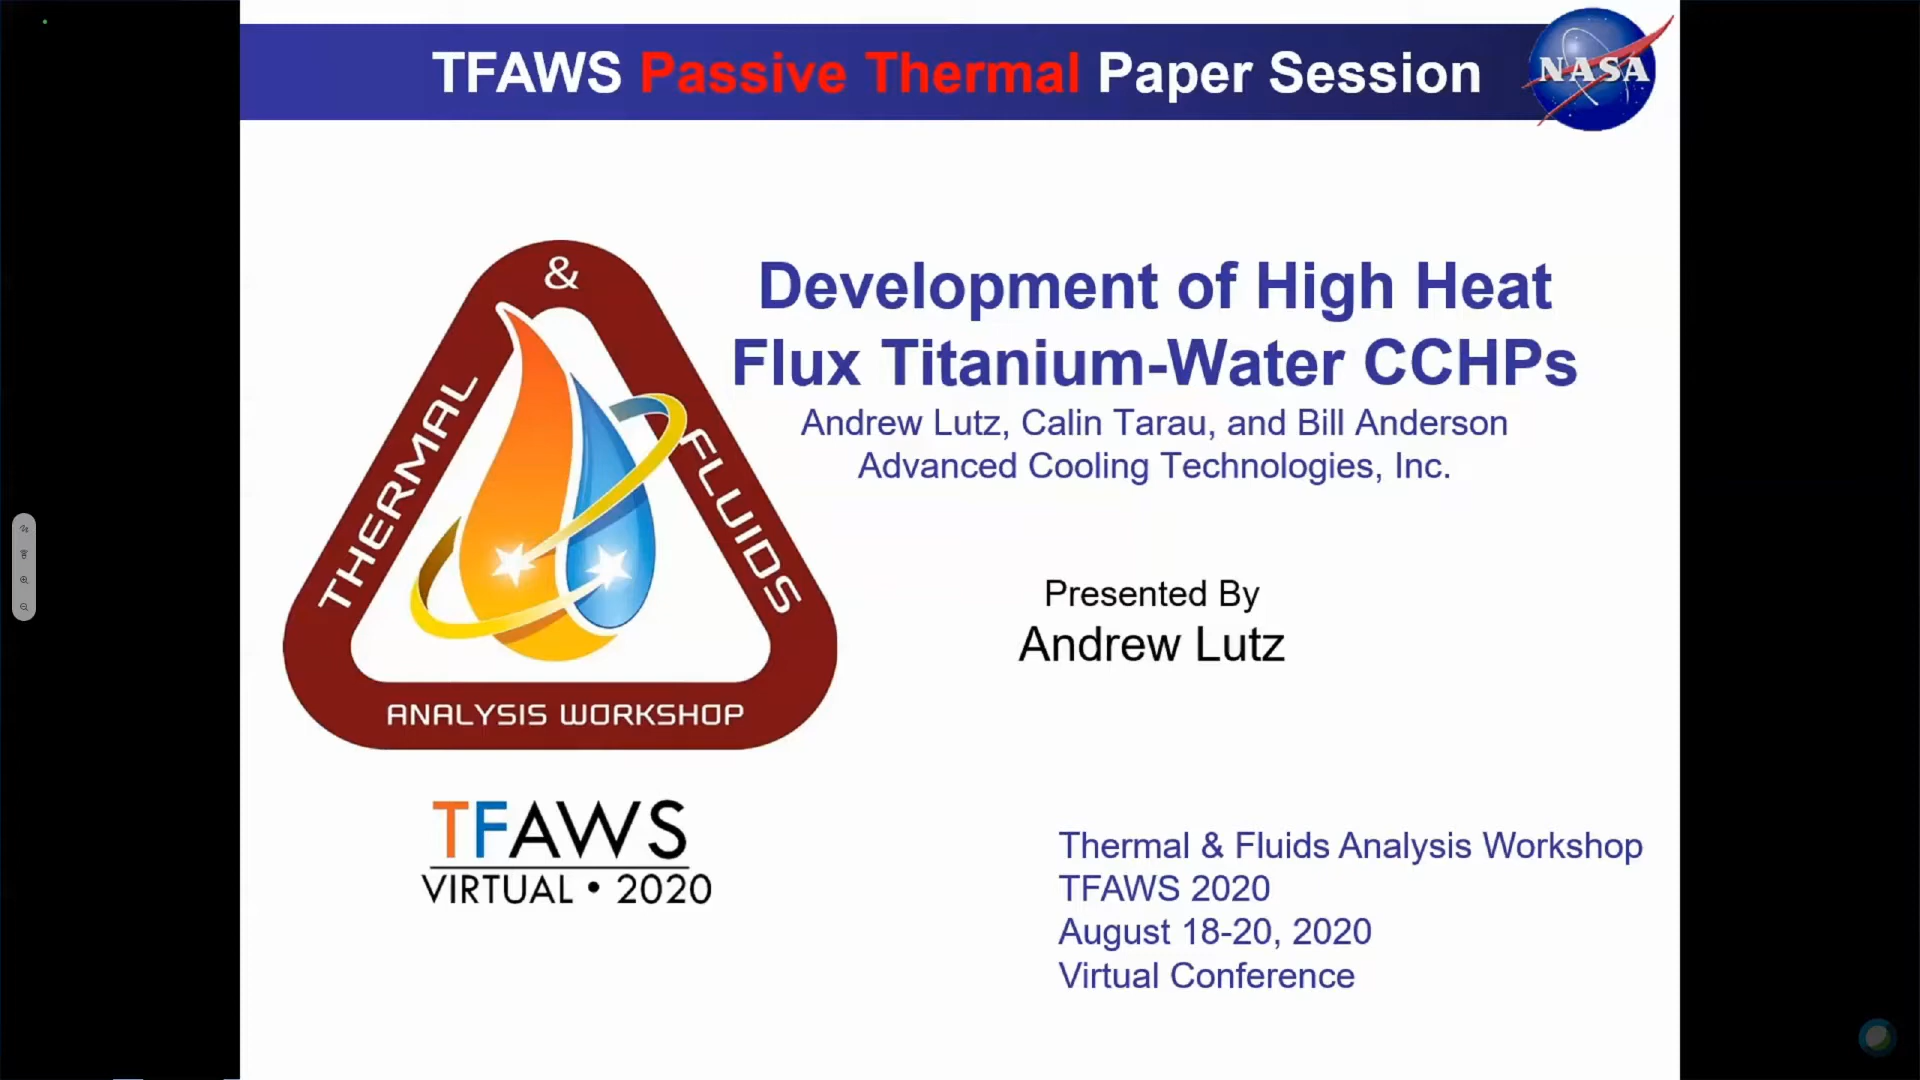 TFAWS Passive Thermal Paper Session
NASA
&
THERMAL
FLUIDS
ANALYSIS WORKSHOP
Development of High Heat
Flux Titanium-Water CCHPs
Andrew Lutz, Calin Tarau, and Bill Anderson
Advanced Cooling Technologies, Inc.
Presented By
Andrew Lutz
TFAWS
VIRTUAL • 2020
Thermal & Fluids Analysis Workshop
TFAWS 2020
August 18-20, 2020
Virtual Conference